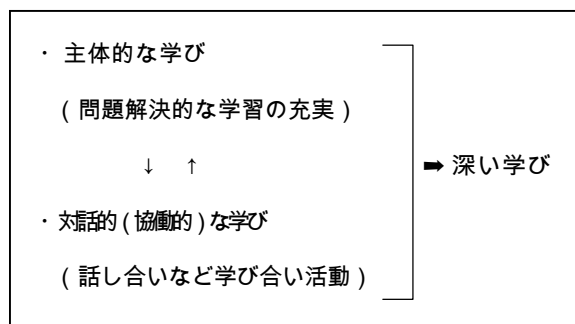 ・ 主体的な学び
( 問題解決的な学習の充実 )
↓ ↑
➡ 深い学び
・ 対話的 ( 協働的 ) な学び
( 話し合いなど学び合い活動 )